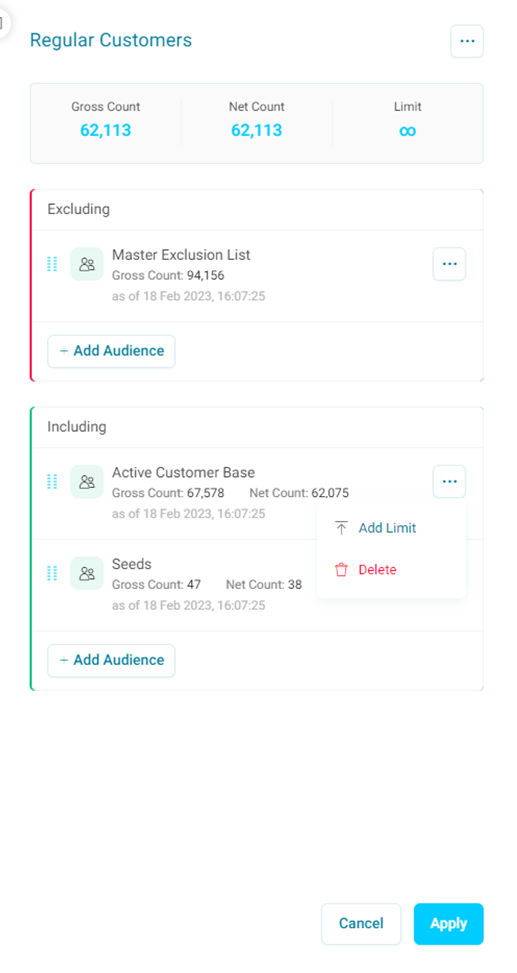 Regular Customers
Gross Count Net Count Limit
62,113 62,113 ∞
Excluding
Master Exclusion List
Gross Count: 94,156
as of 18 Feb 2023, 16:07:25
+ Add Audience
Including
Active Customer Base
Gross Count: 67,578 Net Count: 62,075
as of 18 Feb 2023, 16:07:25
Add Limit
Delete
Seeds
Gross Count: 47 Net Count: 38
as of 18 Feb 2023, 16:07:25
+ Add Audience
Cancel Apply